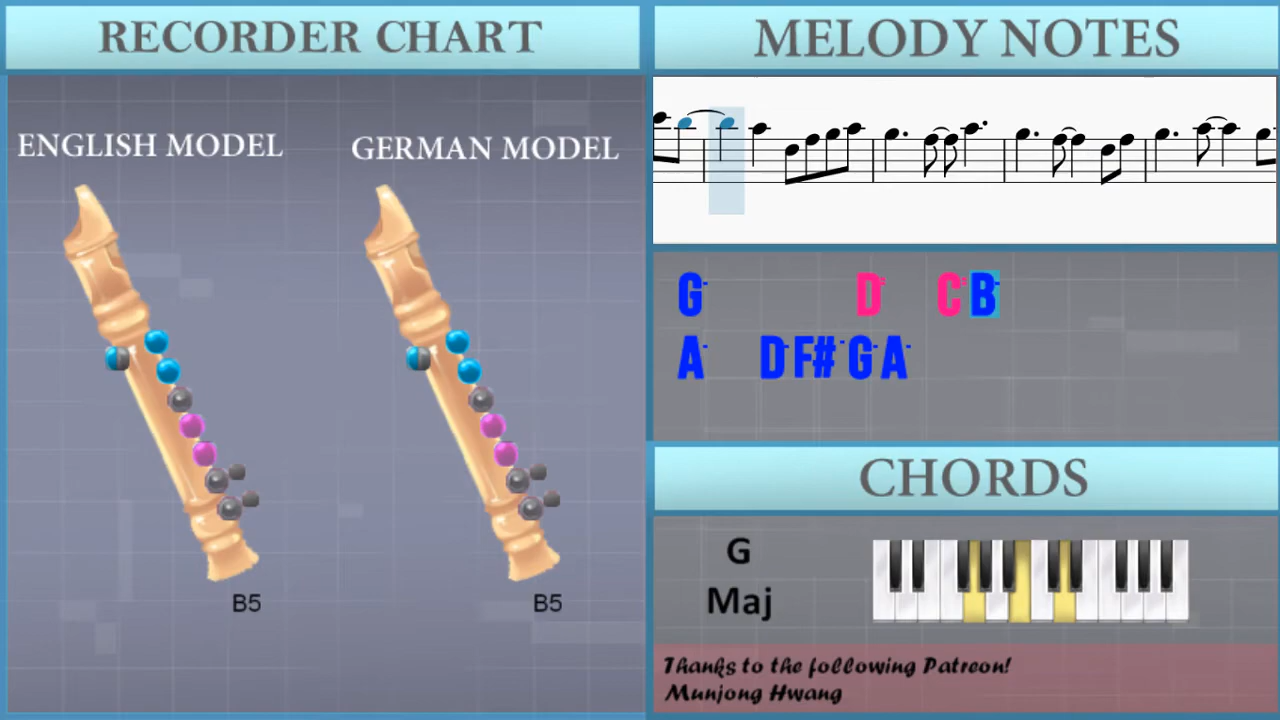 RECORDER CHART
MELODY NOTES
ENGLISH MODEL
GERMAN MODEL
G D C B
A D F# G A
CHORDS
G
Maj
B5
B5
Thanks to the following Patreon!
Munjong Hwang